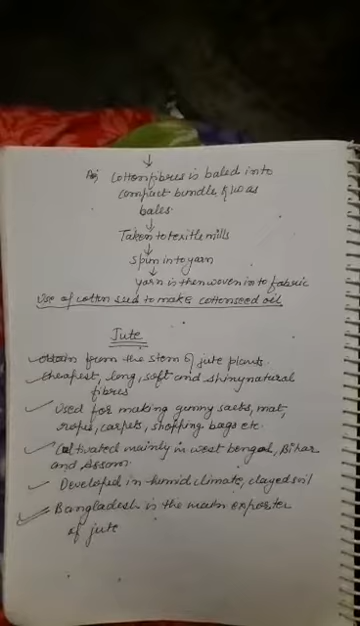 ↓
Cotton fibres is baled into
compact bundle
bales.
↓
Taken to textile mills
↓
Spin into yarn
↓
yarn is then woven into fabric
Use of cotton seed to make cottonseed oil
Jute
obtain from the stem of jute plants.
Cheapest, long, soft and shiny natural
fibres
Used for making gunny sacks, mat,
ropes, carpets, shopping bags etc.
Cultivated mainly in west bengal, Bihar
and Assam.
Developed in humid climate, clayed soil
Bangladesh is the main exporter
of jute